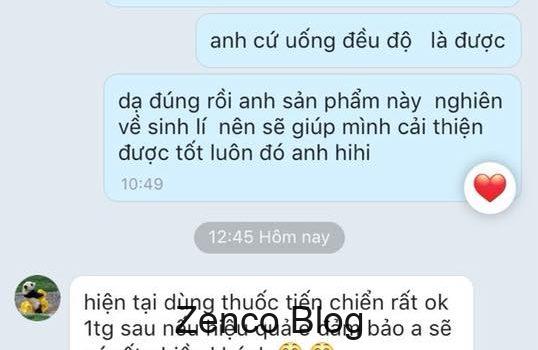 anh cứ uống đều độ là được
dạ đúng rồi anh sản phẩm này nghiên
về sinh lí nên sẽ giúp mình cải thiện
được tốt luôn đó anh hihi
10:49
12:45 Hôm nay
hiện tại dùng thuốc tiến chiển rất ok
1tg sau nếu hiệu quả đảm bảo a sẽ
Zenco Blog